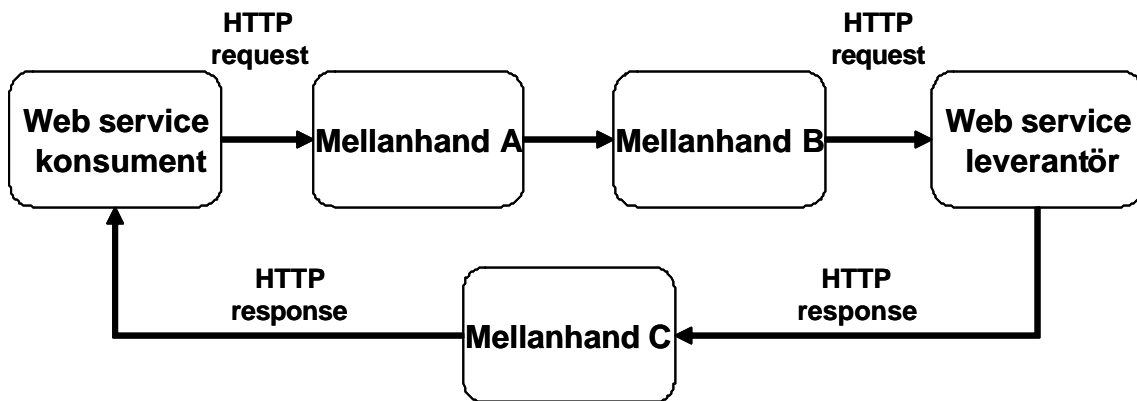 HTTP
request
HTTP
request
Web service
konsument
Mellanhand A
Mellanhand B
Web service
leverantör
HTTP
response
Mellanhand C
HTTP
response